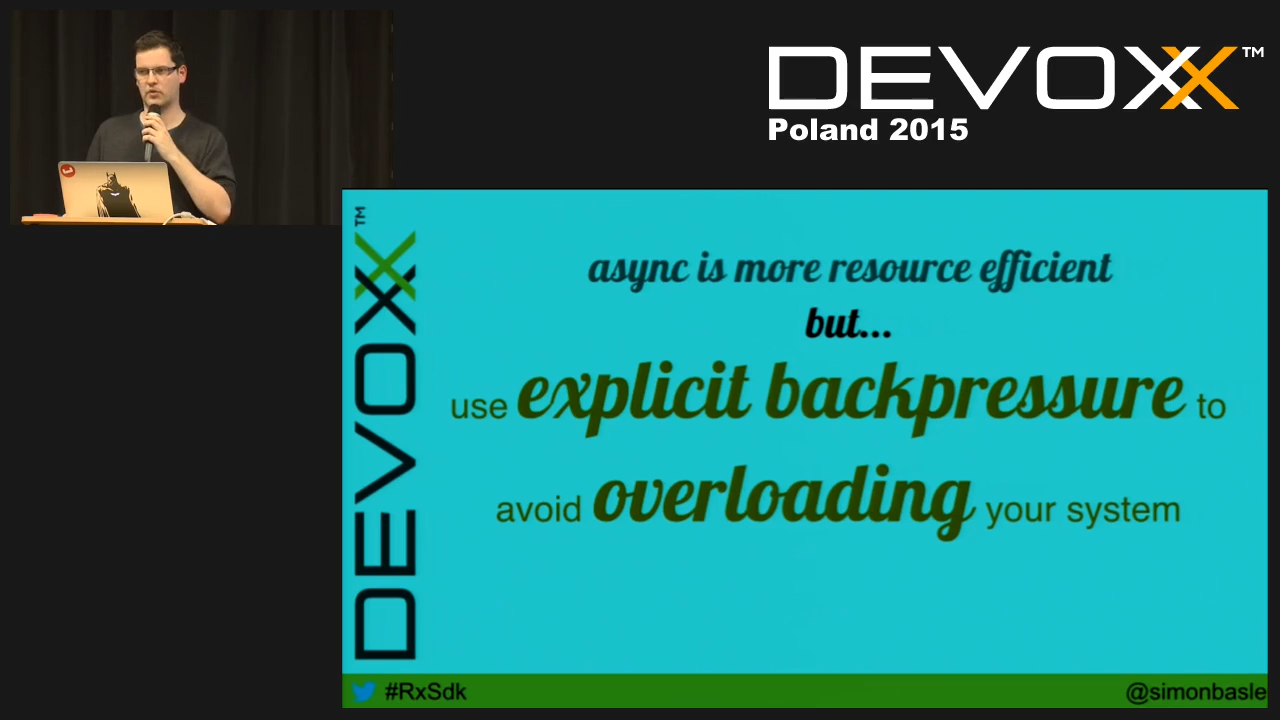 DEVOXX™
Poland 2015
DEVOXX™
async is more resource efficient
but...
use explicit backpressure to
avoid overloading your system
#RxSdk
@simonbasle